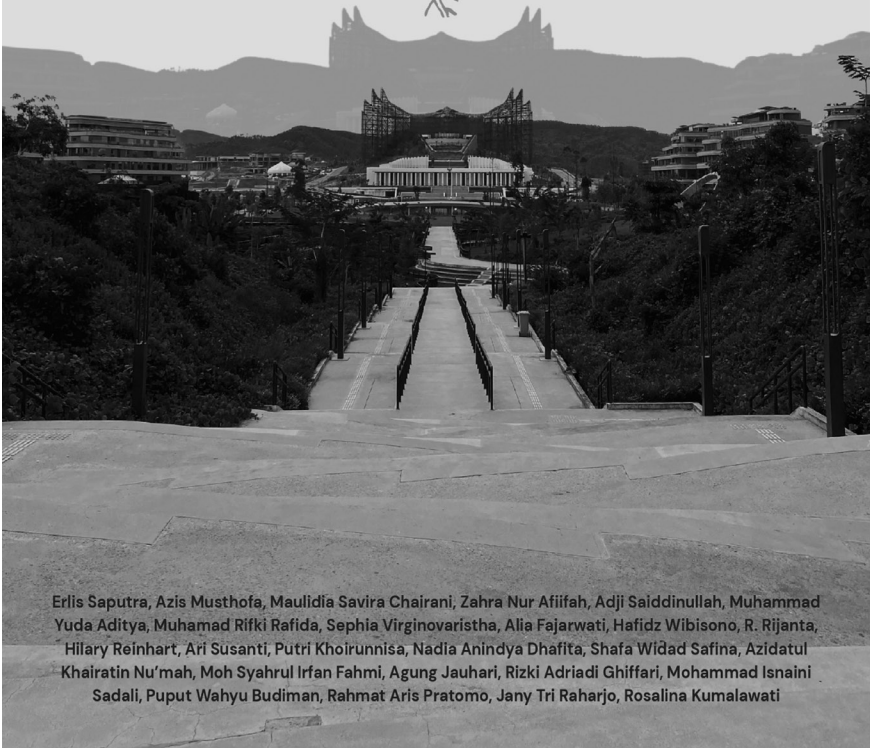 Erlis Saputra, Azis Musthofa, Maulidia Savira Chairani, Zahra Nur Afiifah, Adji Saiddinullah, Muhammad
Yuda Aditya, Muhamad Rifki Rafida, Sephia Virginovaristha, Alia Fajarwati, Hafidz Wibisono, R. Rijanta,
Hilary Reinhart, Ari Susanti, Putri Khoirunnisa, Nadia Anindya Dhafita, Shafa Widad Safina, Azidatul
Khairatin Nu’mah, Moh Syahrul Irfan Fahmi, Agung Jauhari, Rizki Adriadi Ghiffari, Mohammad Isnaini
Sadali, Puput Wahyu Budiman, Rahmat Aris Pratomo, Jany Tri Raharjo, Rosalina Kumalawati